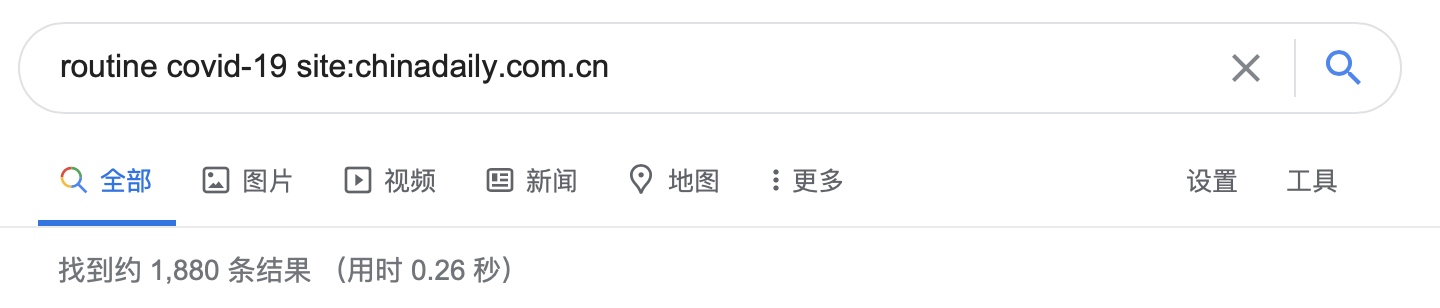 routine covid-19 site:chinadaily.com.cn
全部 图片 视频 新闻 地图 更多 设置 工具
找到约 1,880 条结果 （用时 0.26 秒）